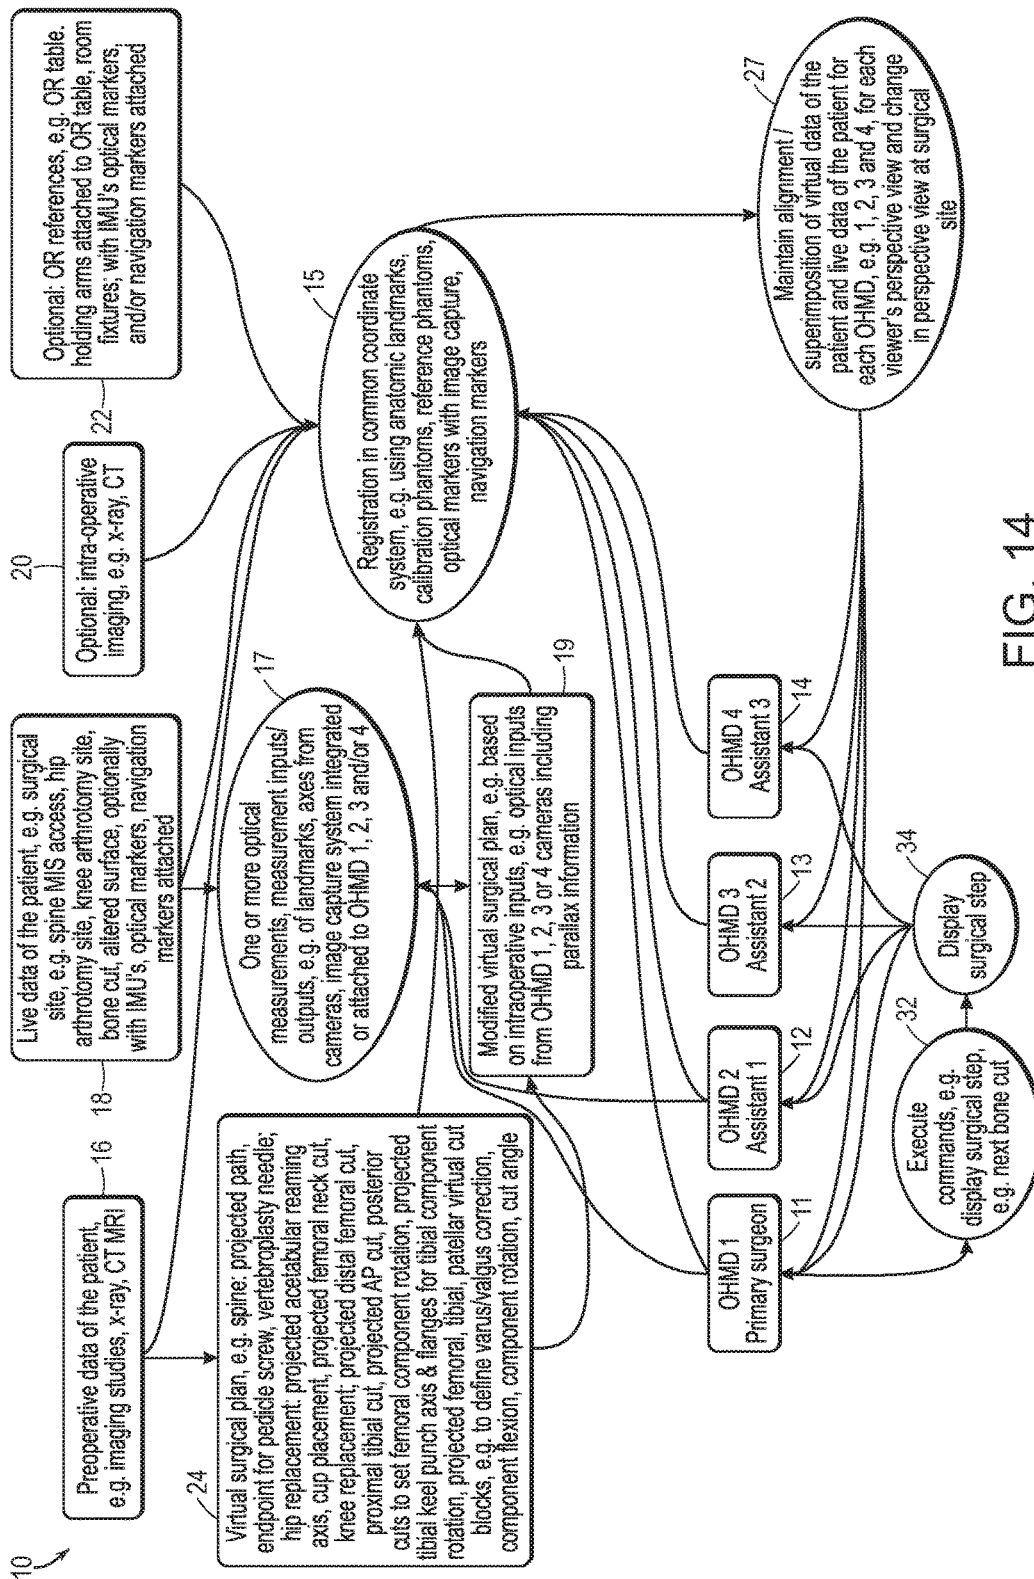 10
16
Preoperative data of the patient,
e.g. imaging studies, x-ray, CT MRI
18
Live data of the patient, e.g. surgical
site, e.g. spine MIS access, hip
arthrotomy site, knee arthrotomy site,
bone cut, altered surface, optionally
with IMU's, optical markers, navigation
markers attached
20
Optional: intra-operative
imaging, e.g. x-ray, CT
22
Optional: OR references, e.g. OR table.
holding arms attached to OR table, room
fixtures; with IMU's optical markers,
and/or navigation markers attached
24
Virtual surgical plan, e.g. spine: projected path,
endpoint for pedicle screw, vertebroplasty needle;
hip replacement: projected acetabular reaming
axis, cup placement, projected femoral neck cut,
knee replacement; projected distal femoral cut,
proximal tibial cut, projected AP cut, posterior
cuts to set femoral component rotation, projected
tibial keel punch axis & flanges for tibial component
rotation, projected femoral, tibial, patellar virtual cut
blocks, e.g. to define varus/valgus correction,
component flexion, component rotation, cut angle
17
One or more optical
measurements, measurement inputs/
outputs, e.g. of landmarks, axes from
cameras, image capture system integrated
or attached to OHMD 1, 2, 3 and/or 4
15
Registration in common coordinate
system, e.g. using anatomic landmarks,
calibration phantoms, reference phantoms,
optical markers with image capture,
navigation markers
19
Modified virtual surgical plan, e.g. based
on intraoperative inputs, e.g. optical inputs
from OHMD 1, 2, 3 or 4 cameras including
parallax information
OHMD 1
Primary surgeon
11
OHMD 2
Assistant 1
12
OHMD 3
Assistant 2
13
OHMD 4
Assistant 3
14
27
Maintain alignment /
superimposition of virtual data of the
patient and live data of the patient for
each OHMD, e.g. 1, 2, 3 and 4, for each
viewer's perspective view and change
in perspective view at surgical
site
32
Execute
commands, e.g.
display surgical step,
e.g. next bone cut
34
Display
surgical step
FIG. 14